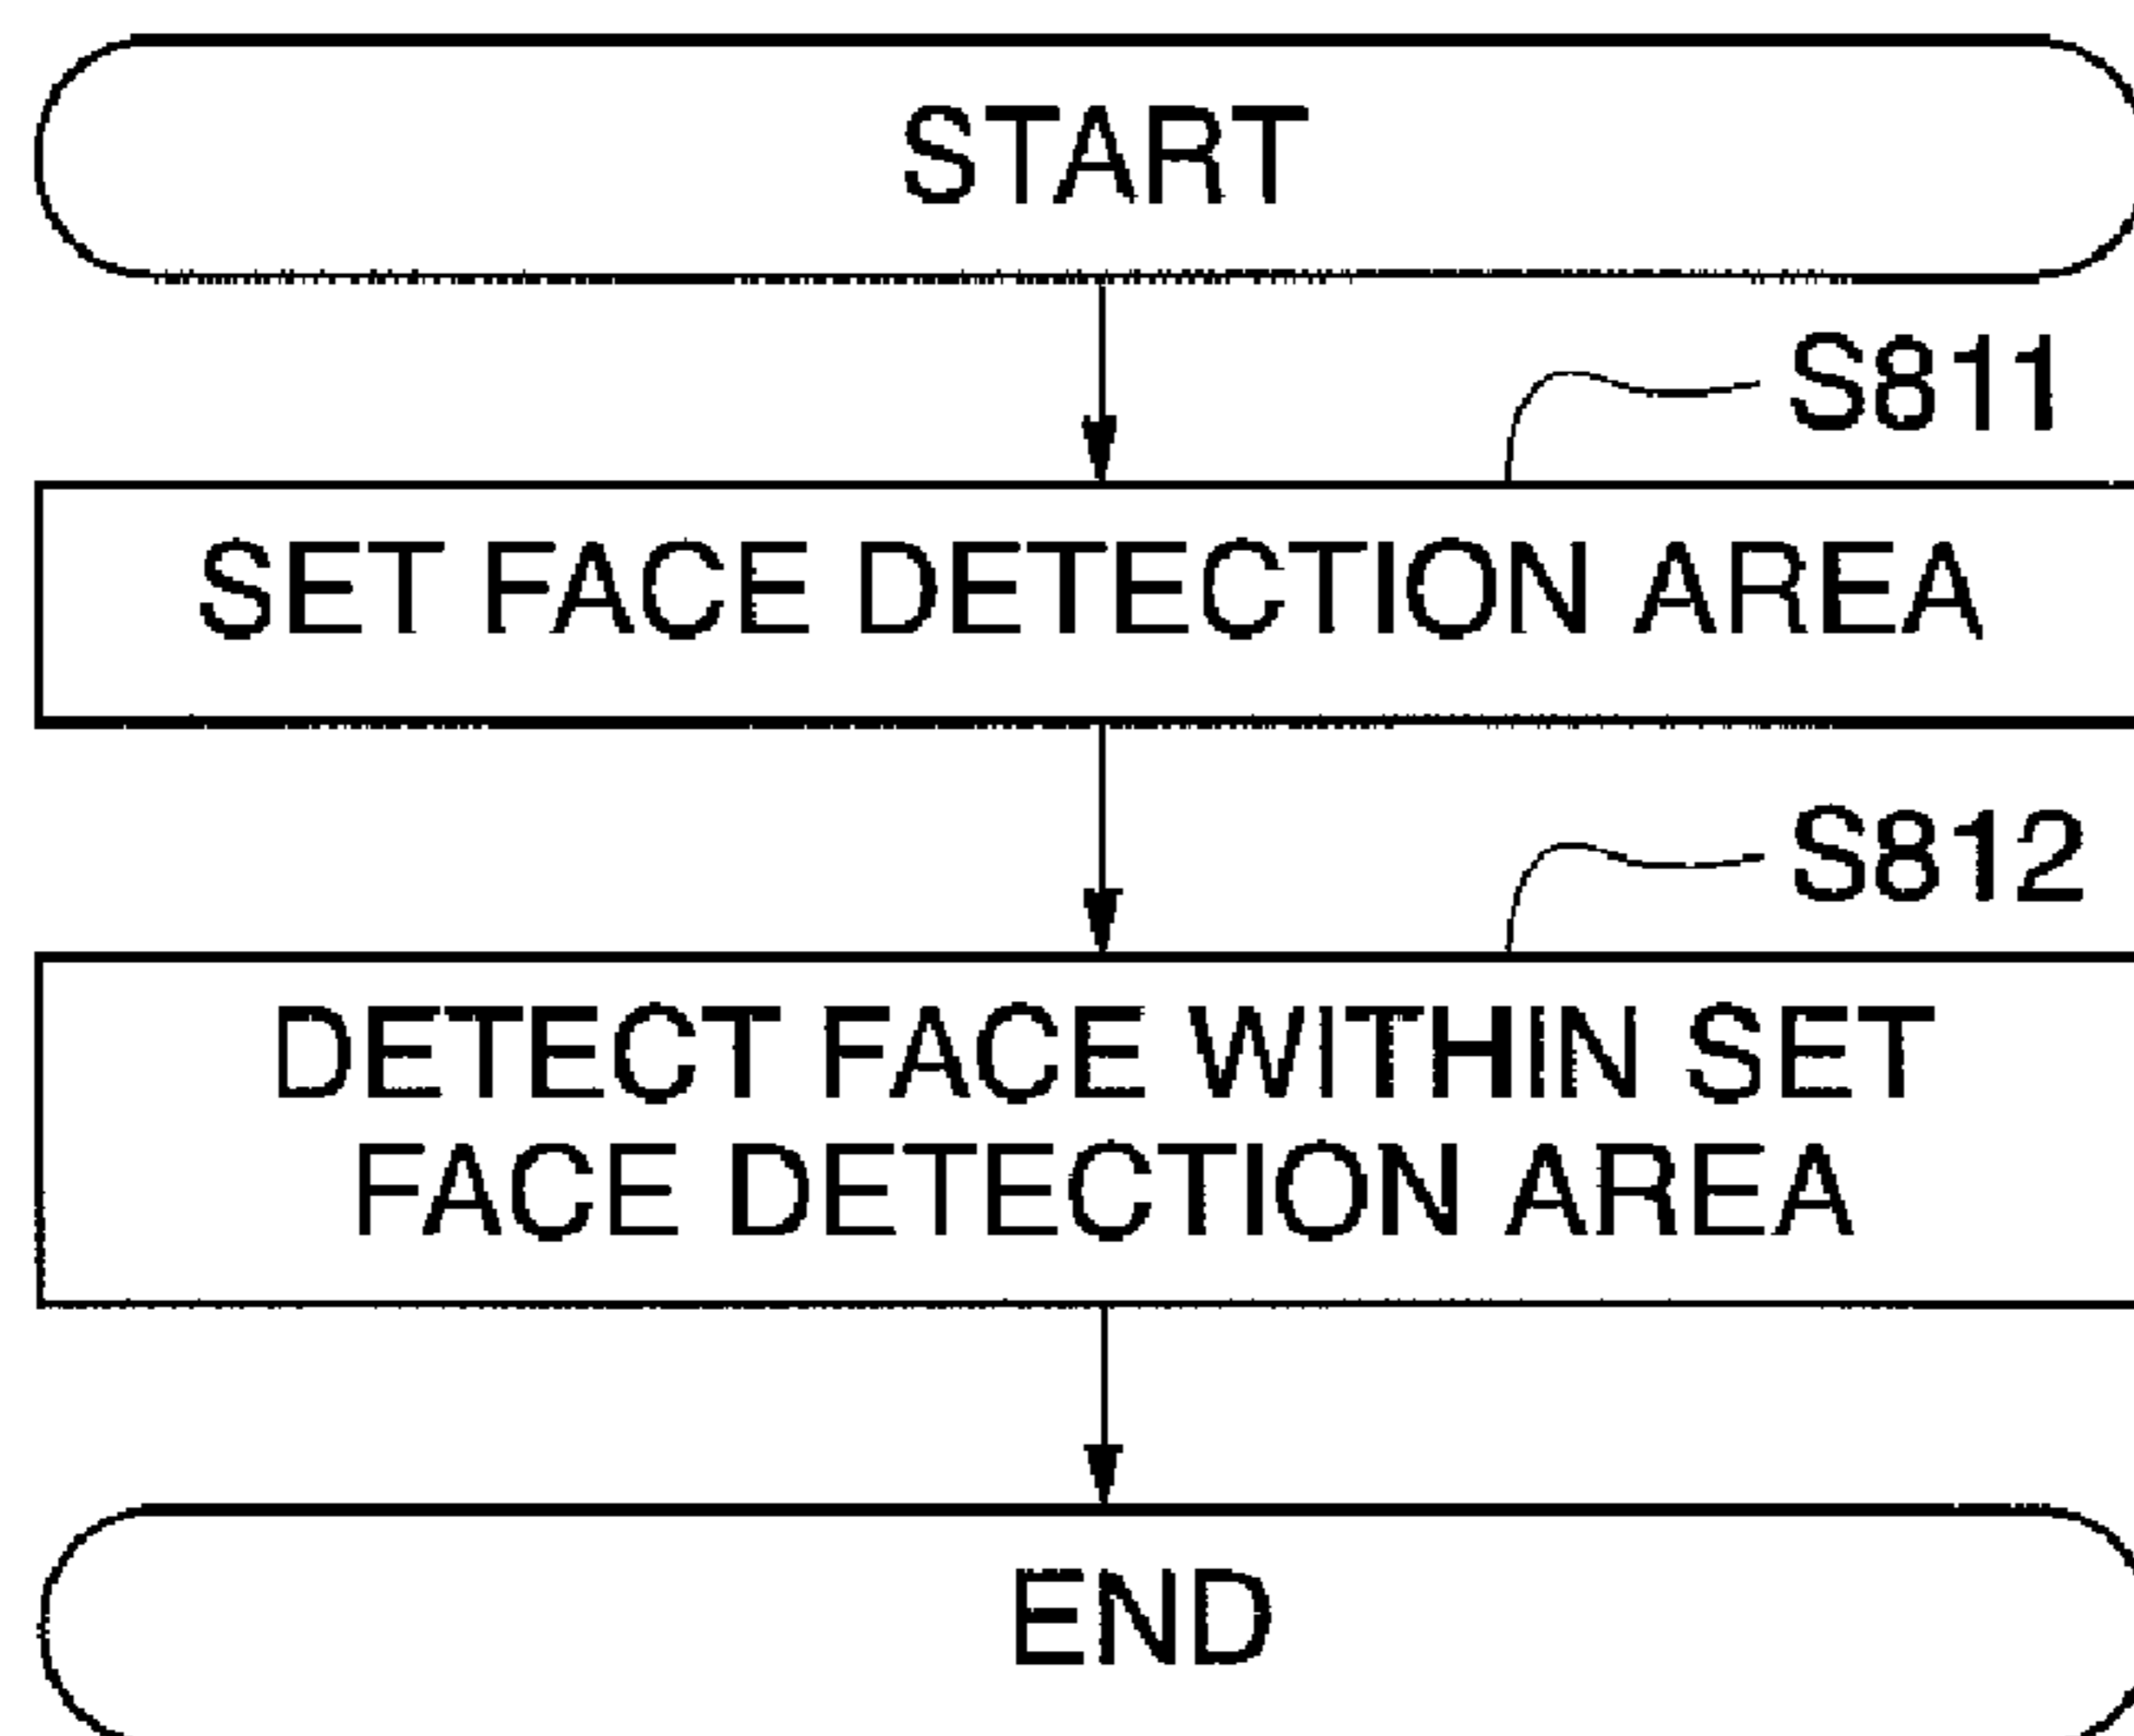 START
S811
SET FACE DETECTION AREA
S812
DETECT FACE WITHIN SET
FACE DETECTION AREA
END